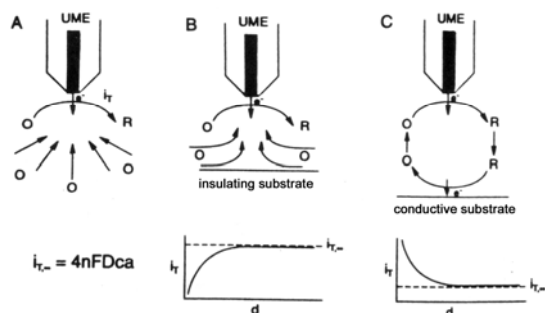 A
UME
e-
iT
O
R
O
O
O
iT,∞ = 4nFDca
B
UME
e-
O
R
O
O
insulating substrate
iT
iT,∞
d
C
UME
e-
O
R
O
R
e-
conductive substrate
iT
iT,∞
d